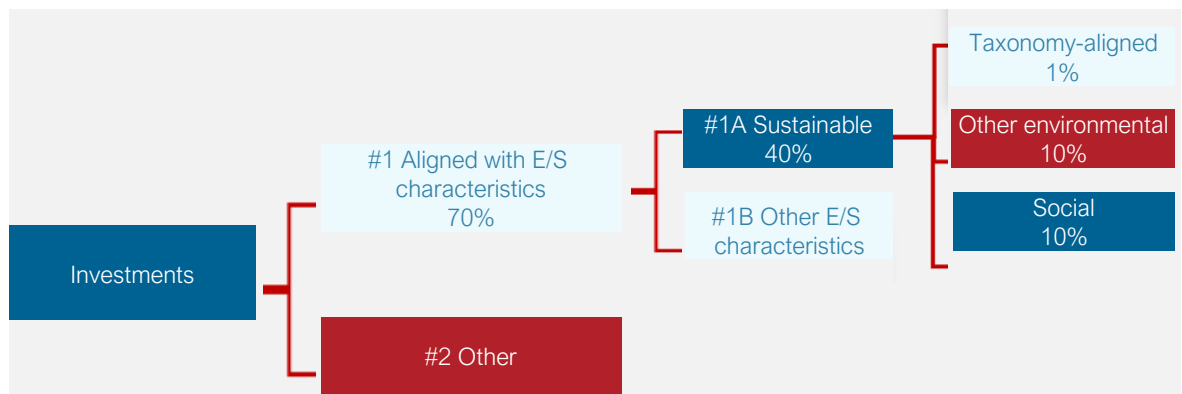 Taxonomy-aligned
1%
#1A Sustainable
40%
Other environmental
10%
#1 Aligned with E/S
characteristics
70%
#1B Other E/S
characteristics
Social
10%
Investments
#2 Other